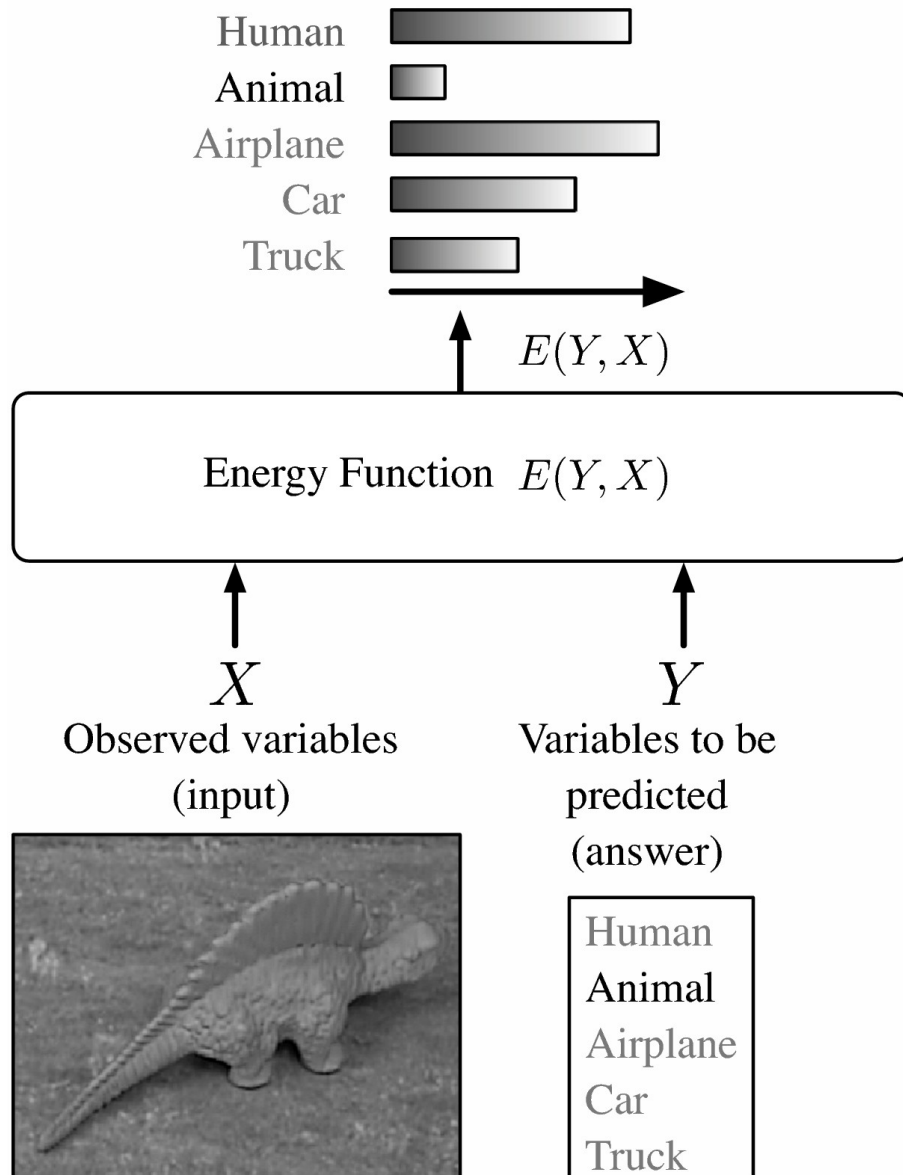 Human
Animal
Airplane
Car
Truck
E(Y, X)
Energy Function E(Y, X)
X
Observed variables
(input)
Y
Variables to be
predicted
(answer)
Human
Animal
Airplane
Car
Truck